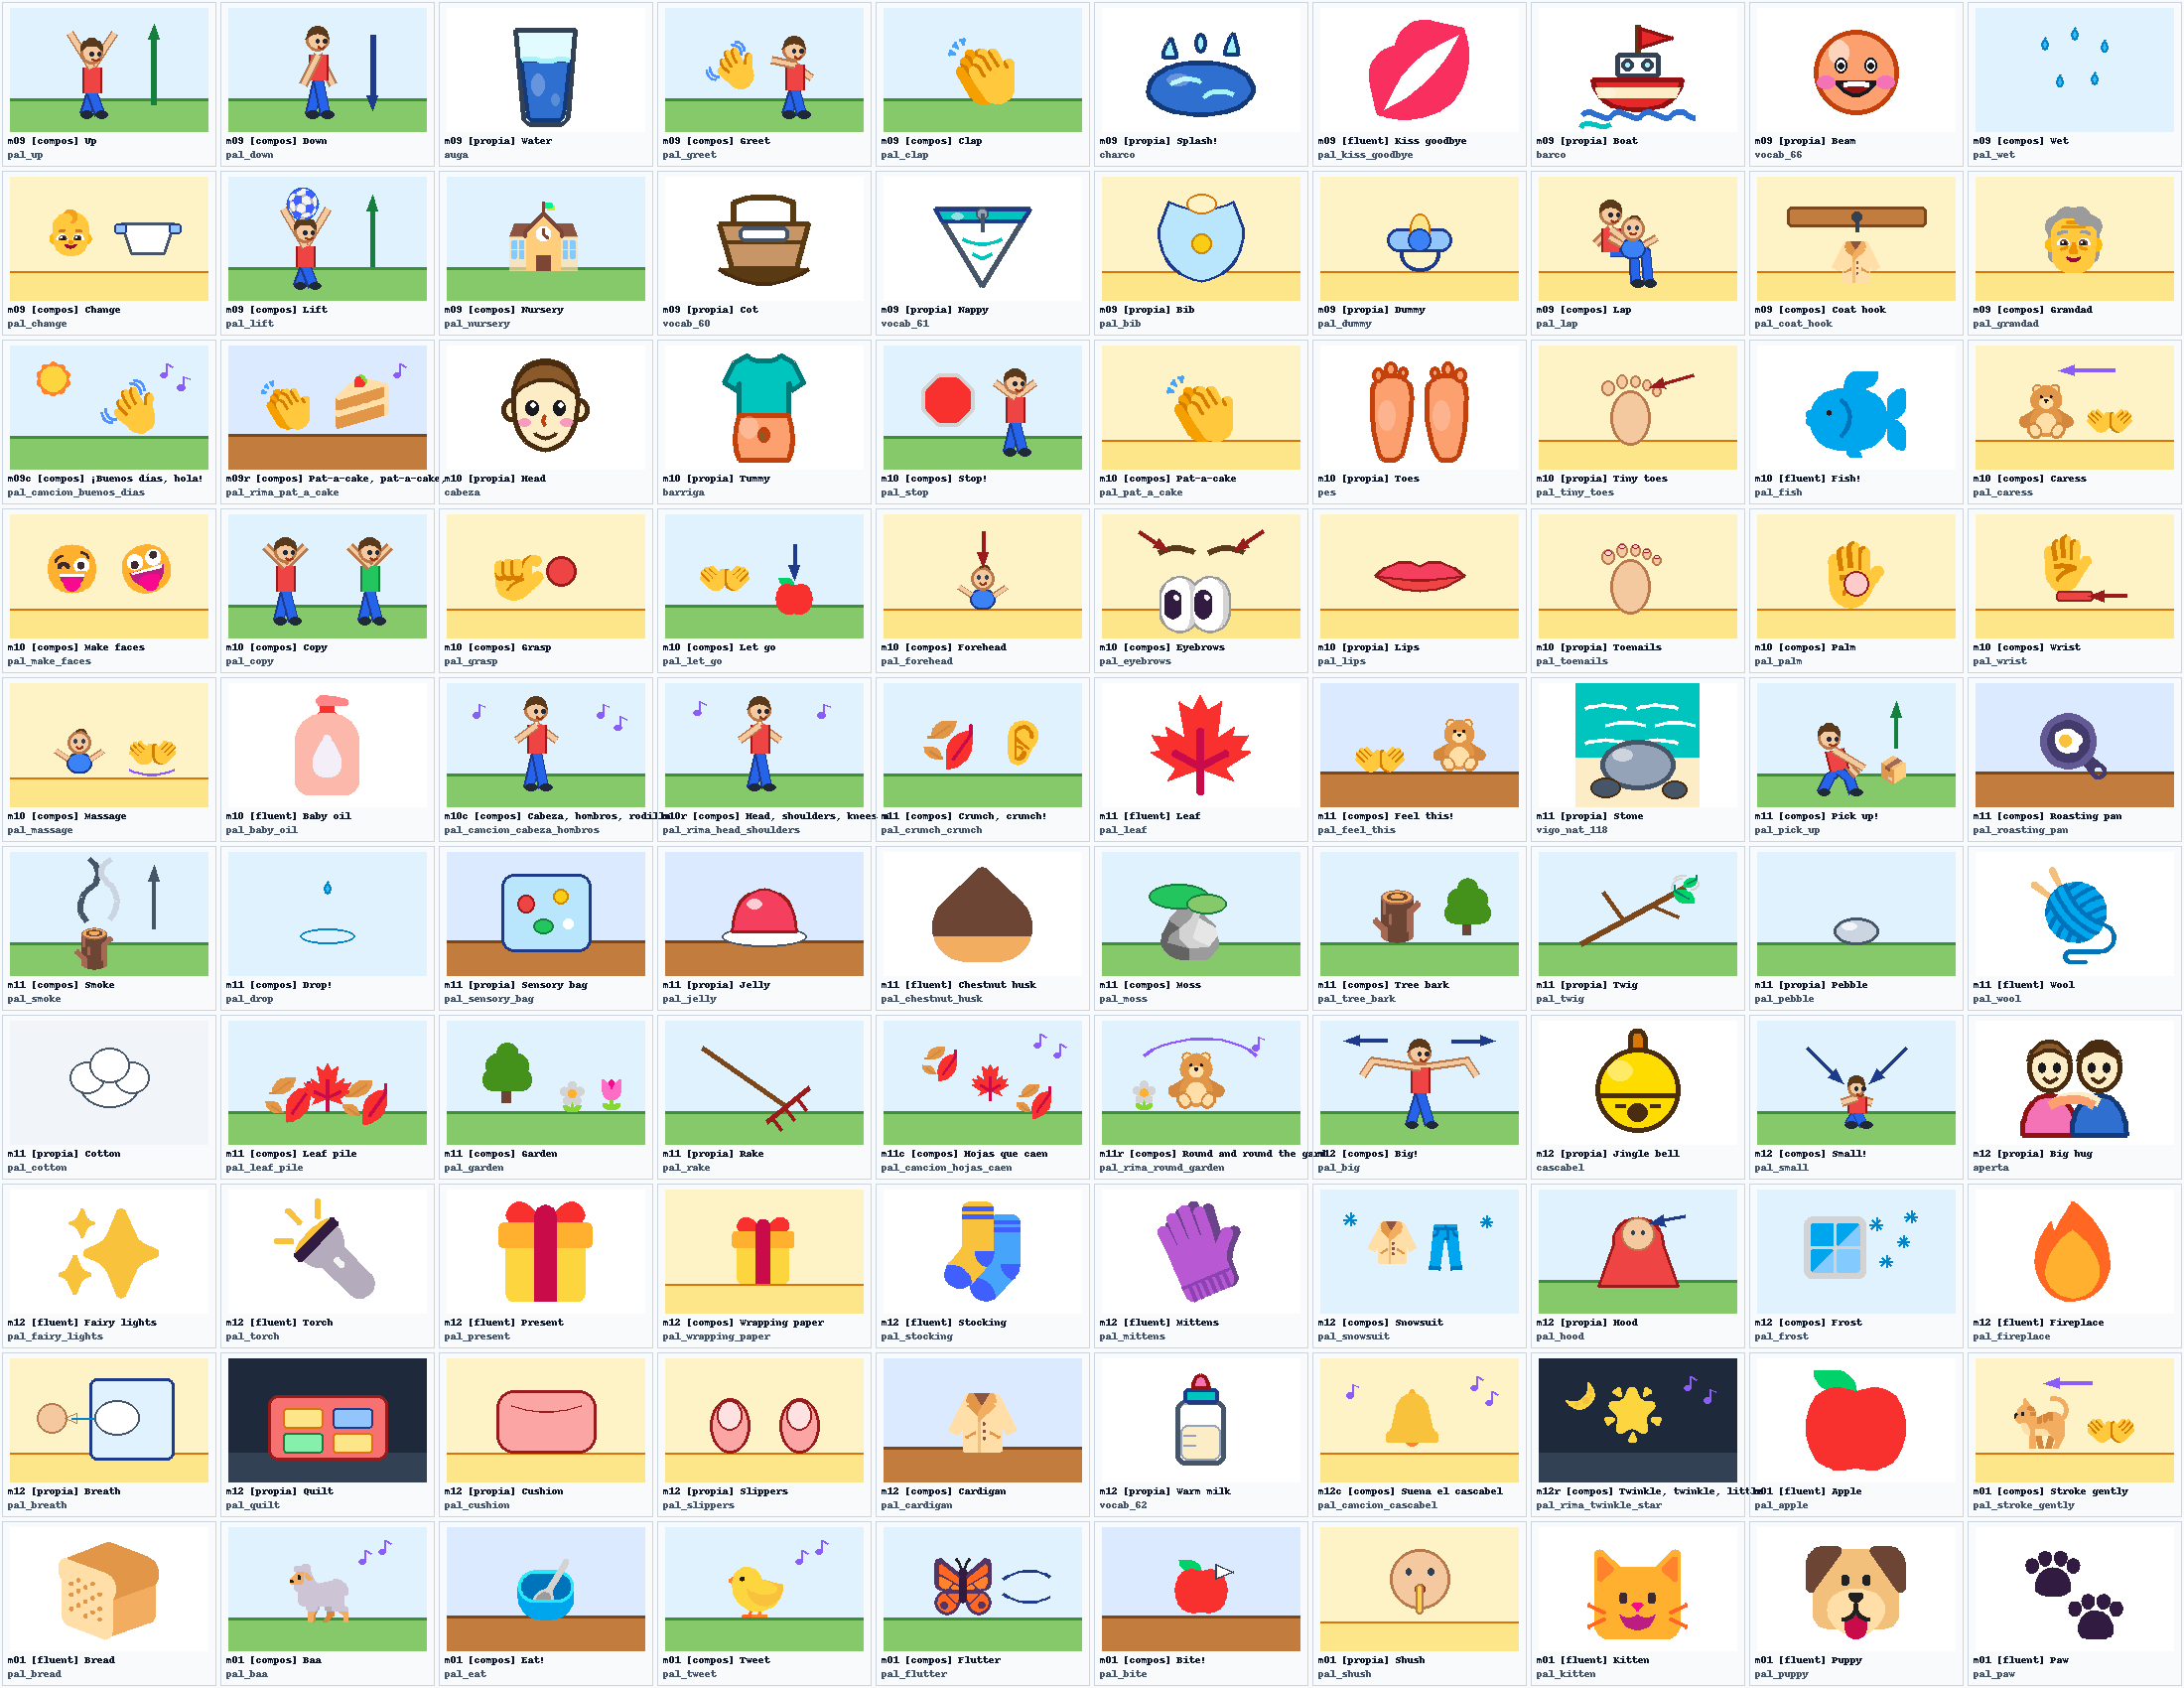 m09 [compos] Up
pal_up
m09 [compos] Down
pal_down
m09 [propia] Water
auga
m09 [compos] Greet
pal_greet
m09 [compos] Clap
pal_clap
m09 [propia] Splash!
charco
m09 [fluent] Kiss goodbye
pal_kiss_goodbye
m09 [propia] Boat
barco
m09 [propia] Beam
vocab_66
m09 [compos] Wet
pal_wet
m09 [compos] Change
pal_change
m09 [compos] Lift
pal_lift
m09 [compos] Nursery
pal_nursery
m09 [propia] Cot
vocab_60
m09 [propia] Nappy
vocab_61
m09 [propia] Bib
pal_bib
m09 [propia] Dummy
pal_dummy
m09 [compos] Lap
pal_lap
m09 [compos] Coat hook
pal_coat_hook
m09 [compos] Grandad
pal_grandad
m09c [compos] ¡Buenos días, hola!
pal_cancion_buenos_dias
m09r [compos] Pat-a-cake, pat-a-cake,
pal_rima_pat_a_cake
m10 [propia] Head
cabeza
m10 [propia] Tummy
barriga
m10 [compos] Stop!
pal_stop
m10 [compos] Pat-a-cake
pal_pat_a_cake
m10 [propia] Toes
pes
m10 [propia] Tiny toes
pal_tiny_toes
m10 [fluent] Fish!
pal_fish
m10 [compos] Caress
pal_caress
m10 [compos] Make faces
pal_make_faces
m10 [compos] Copy
pal_copy
m10 [compos] Grasp
pal_grasp
m10 [compos] Let go
pal_let_go
m10 [compos] Forehead
pal_forehead
m10 [compos] Eyebrows
pal_eyebrows
m10 [propia] Lips
pal_lips
m10 [propia] Toenails
pal_toenails
m10 [compos] Palm
pal_palm
m10 [compos] Wrist
pal_wrist
m10 [compos] Massage
pal_massage
m10 [fluent] Baby oil
pal_baby_oil
m10c [compos] Cabeza, hombros,
pal_cancion_cabeza_hombros
[compos] Head, shoulders, knees
pal_rima_head_shoulders
m11 [compos] Crunch, crunch!
pal_crunch_crunch
m11 [fluent] Leaf
pal_leaf
m11 [compos] Feel this!
pal_feel_this
m11 [propia] Stone
vigo_nat_118
m11 [compos] Pick up!
pal_pick_up
m11 [compos] Roasting pan
pal_roasting_pan
m11 [compos] Smoke
pal_smoke
m11 [compos] Drop!
pal_drop
m11 [propia] Sensory bag
pal_sensory_bag
m11 [propia] Jelly
pal_jelly
m11 [fluent] Chestnut husk
pal_chestnut_husk
m11 [compos] Moss
pal_moss
m11 [compos] Tree bark
pal_tree_bark
m11 [propia] Twig
pal_twig
m11 [propia] Pebble
pal_pebble
m11 [fluent] Wool
pal_wool
m11 [propia] Cotton
pal_cotton
m11 [compos] Leaf pile
pal_leaf_pile
m11 [compos] Garden
pal_garden
m11 [propia] Rake
pal_rake
m11c [compos] Hojas que caen
pal_cancion_hojas_caen
m11r [compos] Round and round the
pal_rima_round_garden
[compos] Big!
pal_big
m12 [propia] Jingle bell
cascabel
m12 [compos] Small!
pal_small
m12 [propia] Big hug
aperta
m12 [fluent] Fairy lights
pal_fairy_lights
m12 [fluent] Torch
pal_torch
m12 [fluent] Present
pal_present
m12 [compos] Wrapping paper
pal_wrapping_paper
m12 [fluent] Stocking
pal_stocking
m12 [fluent] Mittens
pal_mittens
m12 [compos] Snowsuit
pal_snowsuit
m12 [propia] Hood
pal_hood
m12 [compos] Frost
pal_frost
m12 [fluent] Fireplace
pal_fireplace
m12 [propia] Breath
pal_breath
m12 [propia] Quilt
pal_quilt
m12 [propia] Cushion
pal_cushion
m12 [propia] Slippers
pal_slippers
m12 [compos] Cardigan
pal_cardigan
m12 [propia] Warm milk
vocab_62
m12c [compos] Suena el cascabel
pal_cancion_cascabel
m12r [compos] Twinkle, twinkle,
pal_rima_twinkle_star
[fluent] Apple
pal_apple
m01 [compos] Stroke gently
pal_stroke_gently
m01 [fluent] Bread
pal_bread
m01 [compos] Baa
pal_baa
m01 [compos] Eat!
pal_eat
m01 [compos] Tweet
pal_tweet
m01 [compos] Flutter
pal_flutter
m01 [compos] Bite!
pal_bite
m01 [propia] Shush
pal_shush
m01 [fluent] Kitten
pal_kitten
m01 [fluent] Puppy
pal_puppy
m01 [fluent] Paw
pal_paw